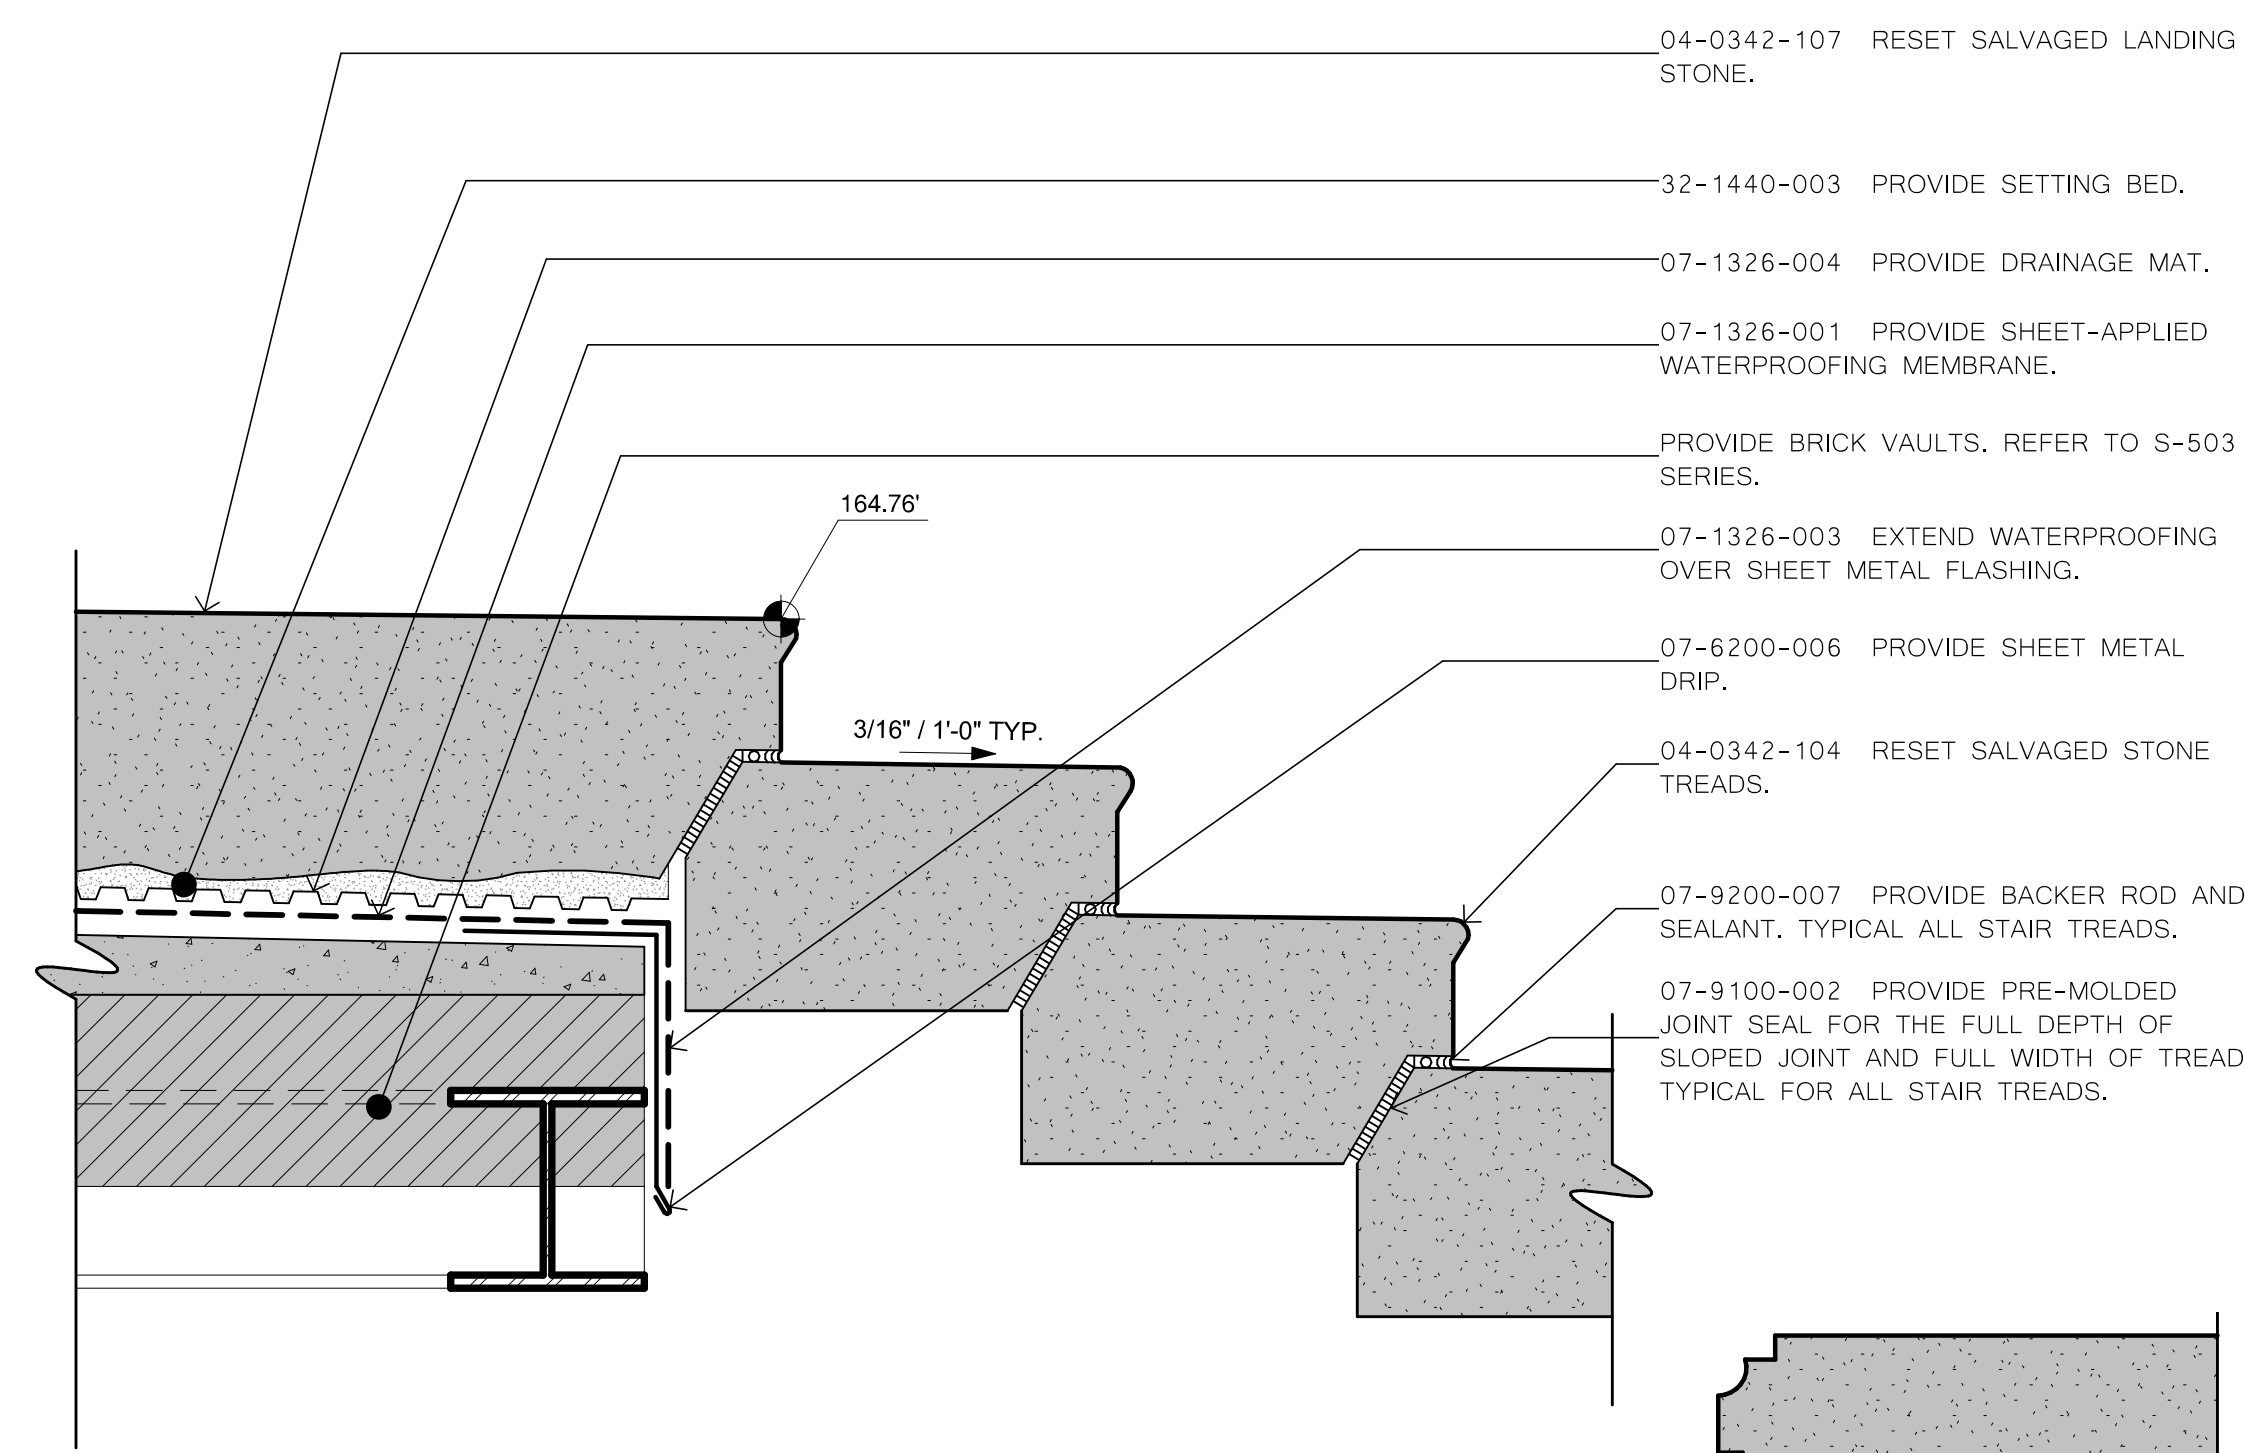 04-0342-107 RESET SALVAGED LANDING
STONE.
32-1440-003 PROVIDE SETTING BED.
07-1326-004 PROVIDE DRAINAGE MAT.
07-1326-001 PROVIDE SHEET-APPLIED
WATERPROOFING MEMBRANE.
PROVIDE BRICK VAULTS. REFER TO S-503
SERIES.
164.76'
07-1326-003 EXTEND WATERPROOFING
OVER SHEET METAL FLASHING.
07-6200-006 PROVIDE SHEET METAL
DRIP.
3/16" / 1'-0" TYP.
04-0342-104 RESET SALVAGED STONE
TREADS.
07-9200-007 PROVIDE BACKER ROD AND
SEALANT. TYPICAL ALL STAIR TREADS.
07-9100-002 PROVIDE PRE-MOLDED
JOINT SEAL FOR THE FULL DEPTH OF
SLOPED JOINT AND FULL WIDTH OF TREAD
TYPICAL FOR ALL STAIR TREADS.